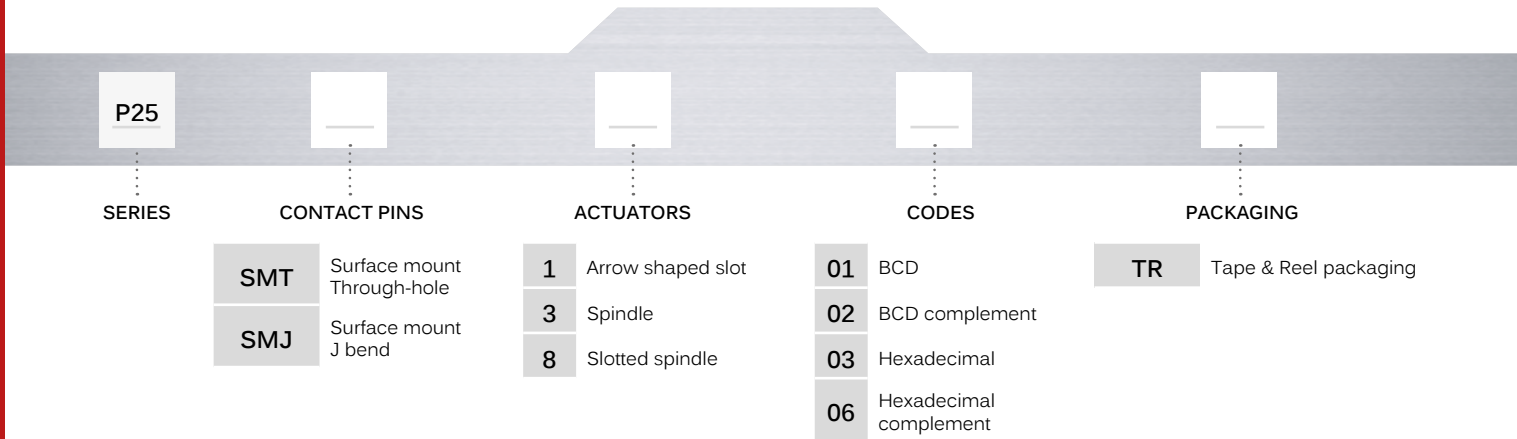 P25
SERIES
CONTACT PINS
ACTUATORS
CODES
PACKAGING
SMT
Surface mount
Through-hole
SMJ
Surface mount
J bend
1 Arrow shaped slot
3 Spindle
8 Slotted spindle
01 BCD
02 BCD complement
03 Hexadecimal
06
Hexadecimal
complement
TR Tape & Reel packaging